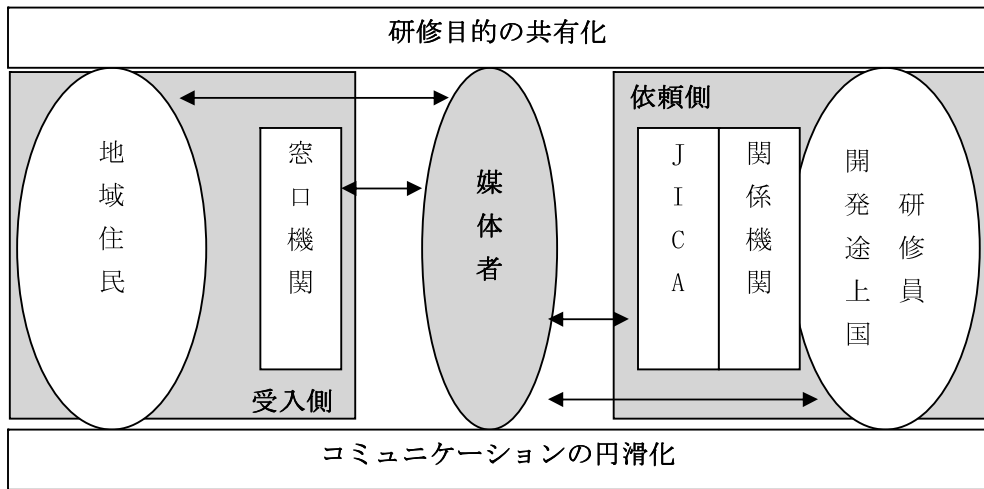 研修目的の共有化
依頼側
地域住民
窓口機関
媒体者
JICA
関係機関
開発途上国
研修員
受入側
コミュニケーションの円滑化